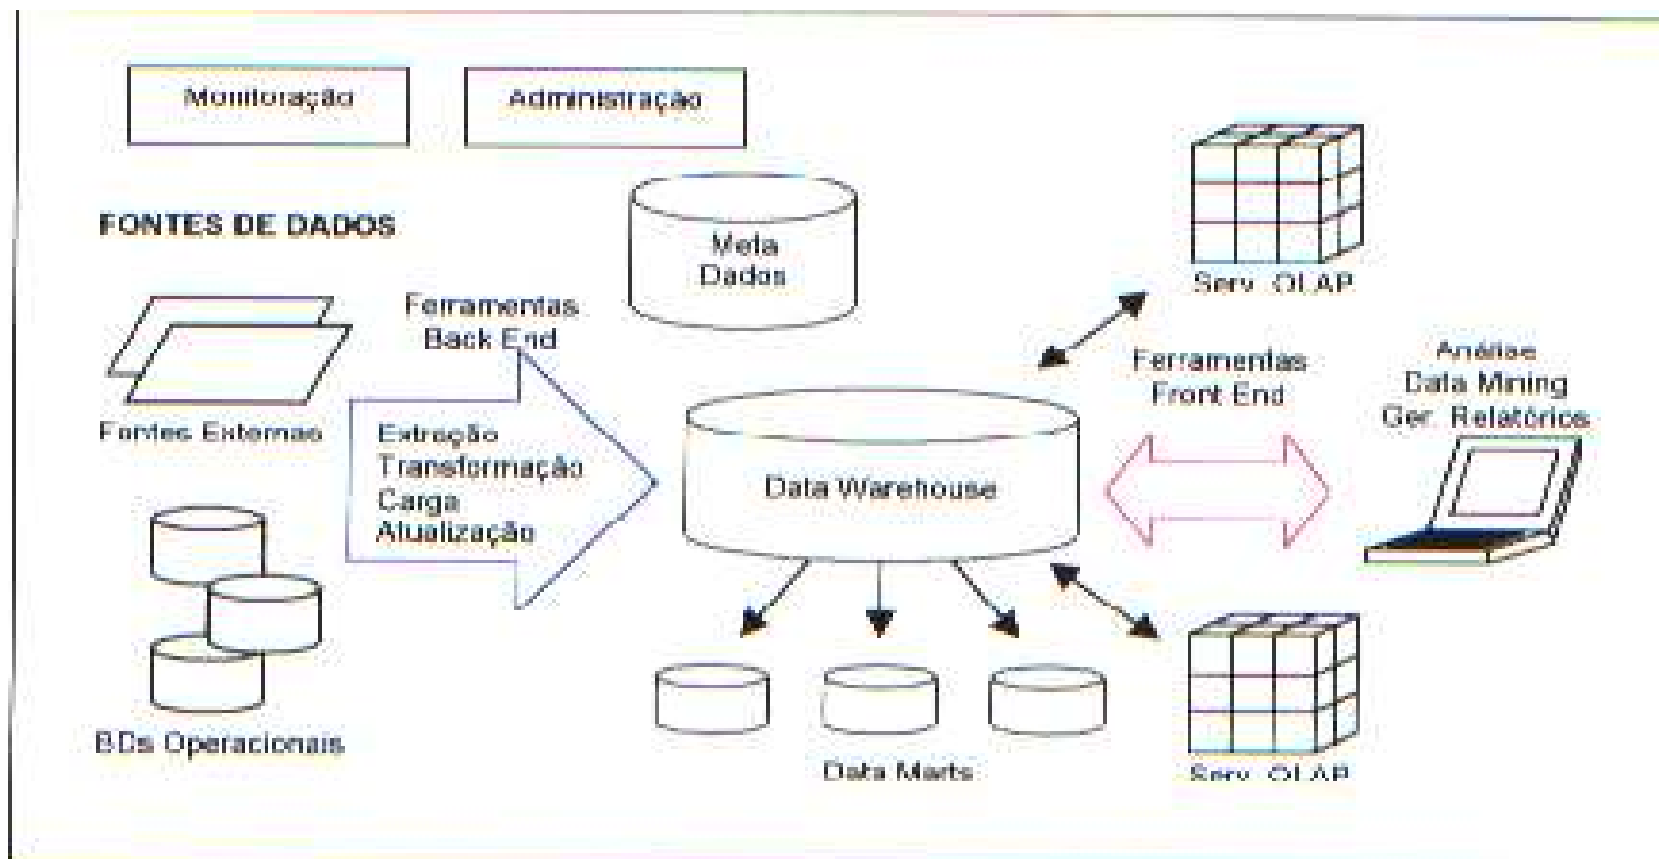 Monitoração
Administração
FONTES DE DADOS
Meta
Dados
Serv. OLAP
Ferramentas
Back End
Fontes Externas
Extração
Transformação
Carga
Atualização
Data Warehouse
Ferramentas
Front End
Análise
Data Mining
Ger. Relatórios
BDs Operacionais
Data Marts
Serv. OLAP